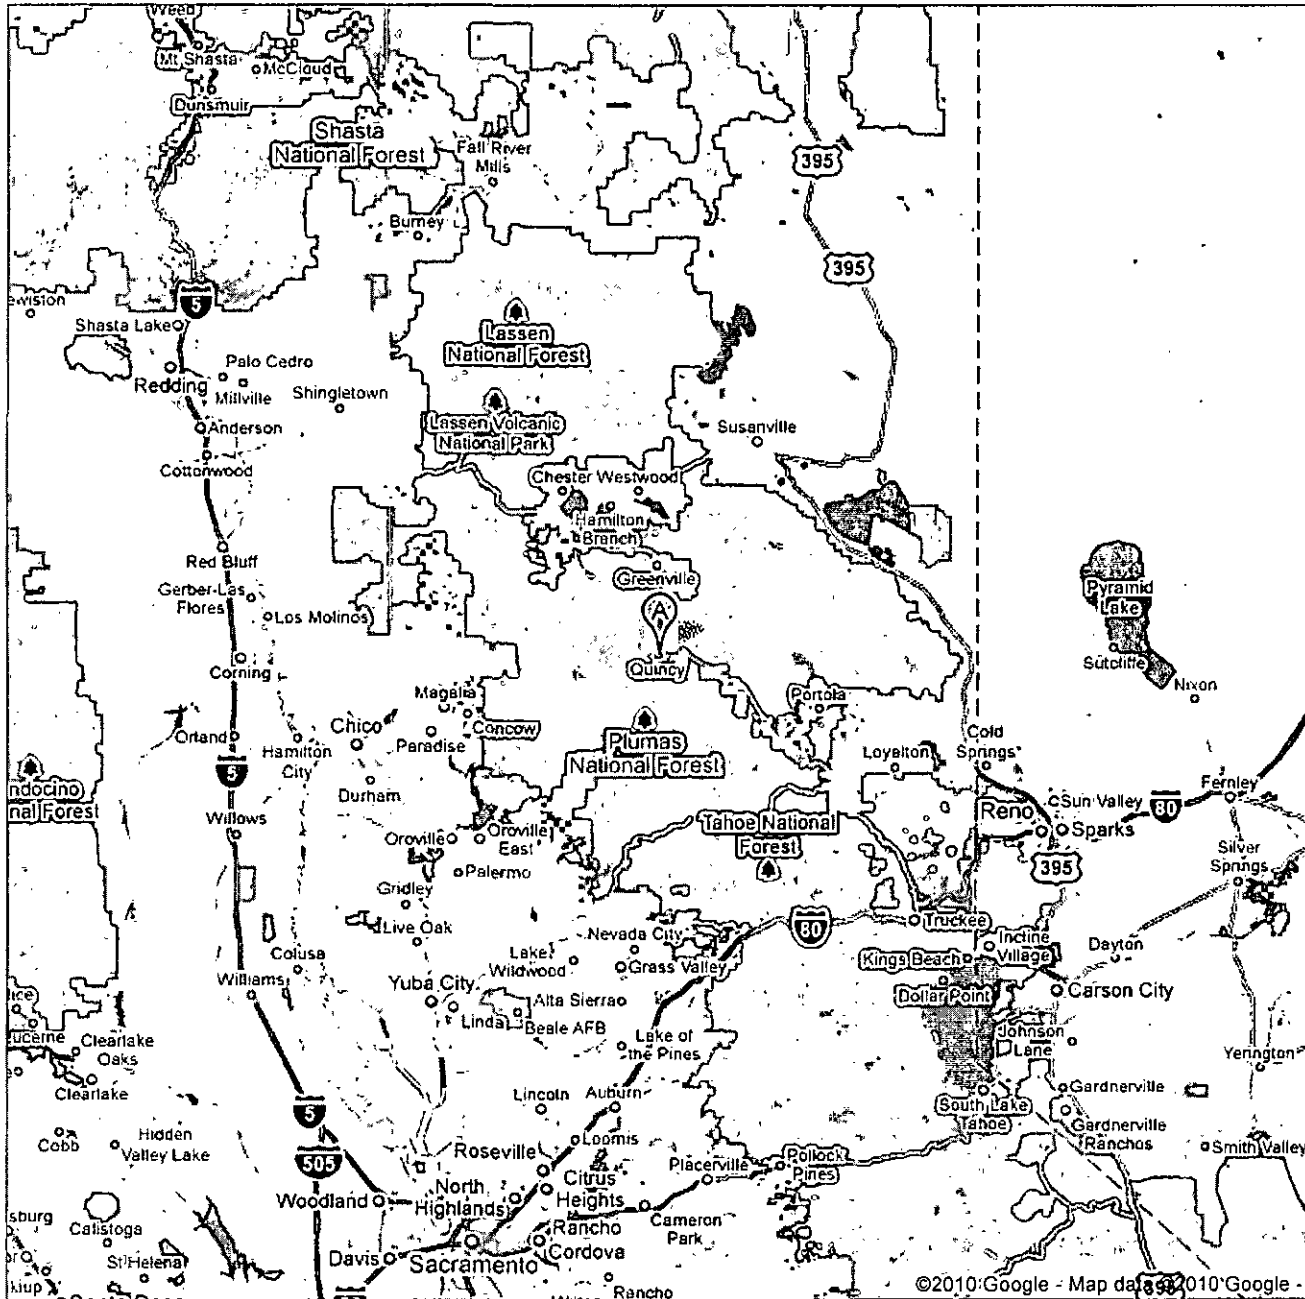 Weed
Mt Shasta
McCloud
Dunsmuir
Shasta
National Forest
Fall River
Mills
395
Burney
395
ewiston
5
Shasta Lake
Lassen
National Forest
Palo Cedro
Redding
Millville
Shingletown
Lassen Volcanic
National Park
Anderson
Susanville
Cottonwood
Chester Westwood
Hamilton
Branch
Red Bluff
Greenville
Gerber-Las
Flores
Los Molinos
A
Pyramid
Lake
Sutcliffe
Corning
Quincy
Nixon
Magalia
Portola
Chico
Concow
Orland
Hamilton
City
Paradise
Plumas
National Forest
Cold
Springs
Loyalton
5
ndocino
nal Forest
Durham
Fernley
Willows
Sun Valley
80
Reno
Sparks
Tahoe National
Forest
Oroville
Oroville
East
395
Silver
Springs
Palermo
Gridley
Live Oak
80
Truckee
Nevada City
Incline
Village
Dayton
Colusa
Lake
Wildwood
Grass Valley
Kings Beach
Williams
Yuba City
Alta Sierra
Dollar Point
Carson City
Linda
Beale AFB
ucerne
Clearlake
Oaks
Lake of
the Pines
Johnson
Lane
Yerington
Clearlake
Lincoln
Auburn
Gardnerville
South Lake
Tahoe
5
Cobb
Hidden
Valley Lake
Loomis
Gardnerville
Ranchos
Smith Valley
505
Roseville
Placerville
Pollock
Pines
Woodland
North
Highlands
Citrus
Heights
sburg
Calistoga
Cameron
Park
Rancho
Cordova
St Helena
Davis
Sacramento
kiup
Rancho
©2010 Google - Map data ©2010 Google -
395